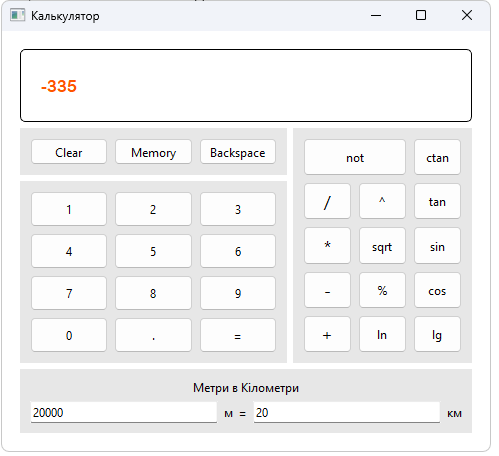 Калькулятор
-335
Clear Memory Backspace
not ctan
1 2 3
/ ^ tan
4 5 6
* sqrt sin
7 8 9
- % cos
0 . =
+ ln lg
Метри в Кілометри
20000 м = 20 км